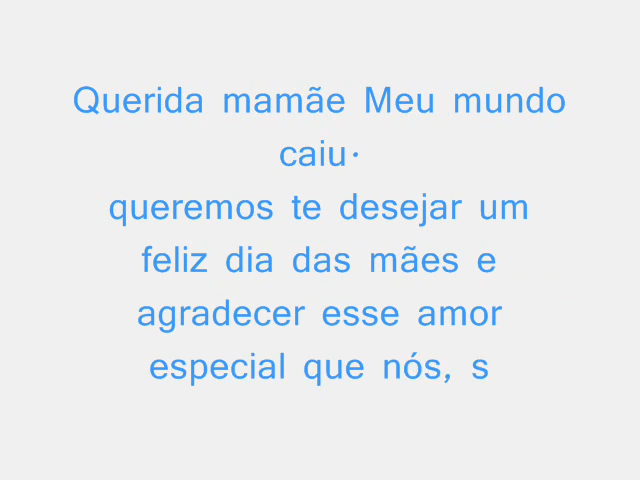 Querida mamãe Meu mundo
caiu·
queremos te desejar um
feliz dia das mães e
agradecer esse amor
especial que nós, s